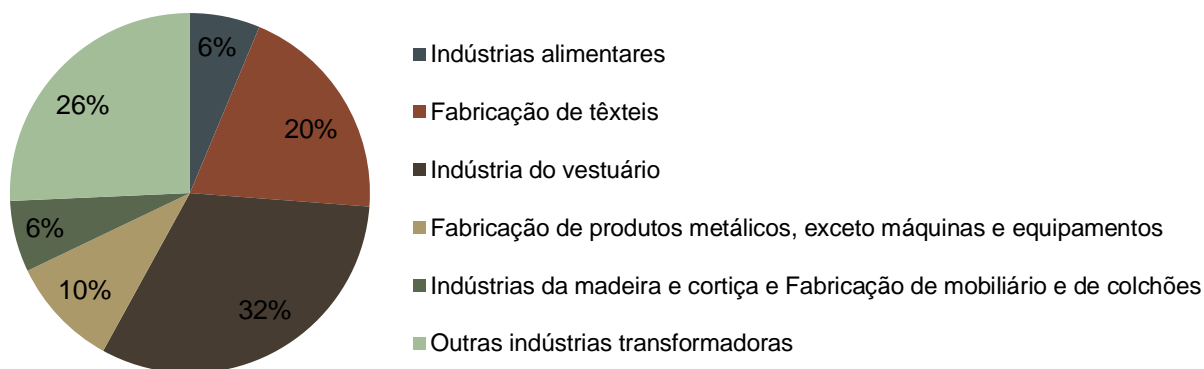 6%
20%
32%
10%
6%
26%
Indústrias alimentares
Fabricação de têxteis
Indústria do vestuário
Fabricação de produtos metálicos, exceto máquinas e equipamentos
Indústrias da madeira e cortiça e Fabricação de mobiliário e de colchões
Outras indústrias transformadoras